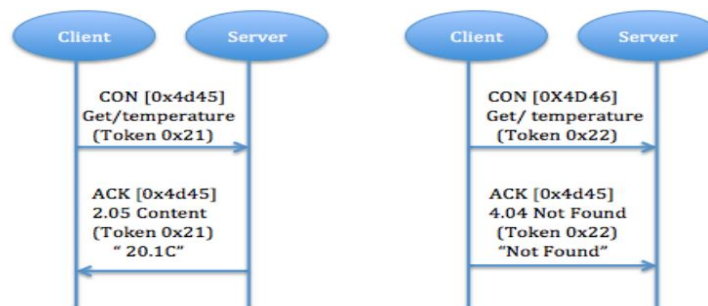 Client
Server
CON [0x4d45]
Get/temperature
(Token 0x21)
ACK [0x4d45]
2.05 Content
(Token 0x21)
“ 20.1C”
Client
Server
CON [0X4D46]
Get/ temperature
(Token 0x22)
ACK [0x4d45]
4.04 Not Found
(Token 0x22)
“Not Found”